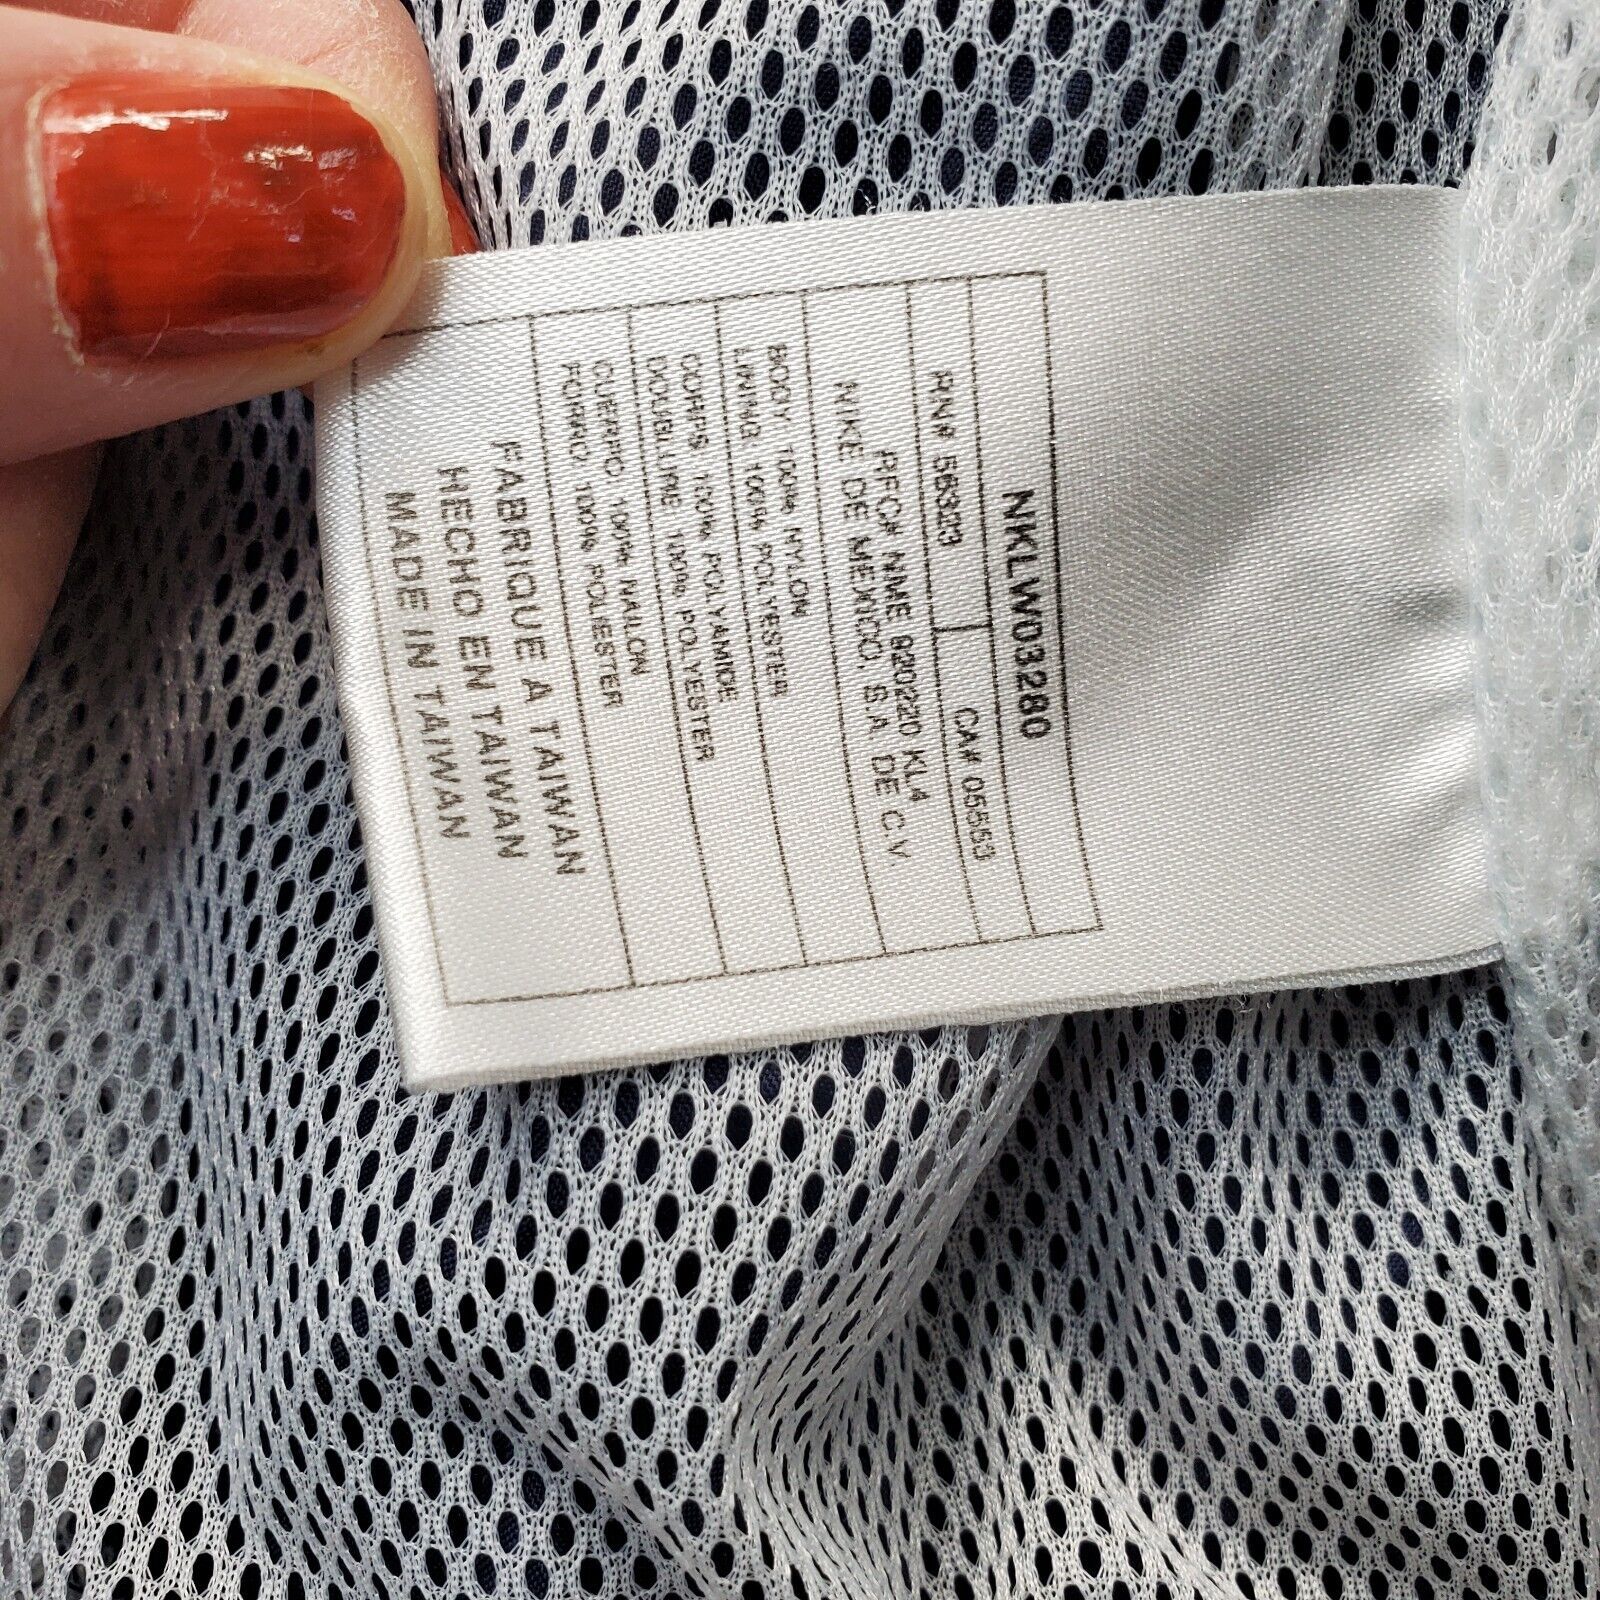 NKLW03280
RN# 56323 CA# 05553
RFC# NME 820220 KL4
NIKE DE MEXICO, S.A. DE C.V.
BODY 100% NYLON
LINING 100% POLYESTER
CORPS 100% POLYAMIDE
DOUBLURE 100% POLYESTER
CUERPO 100% NAILON
FORRO 100% POLIESTER
FABRIQUE A TAIWAN
HECHO EN TAIWAN
MADE IN TAIWAN